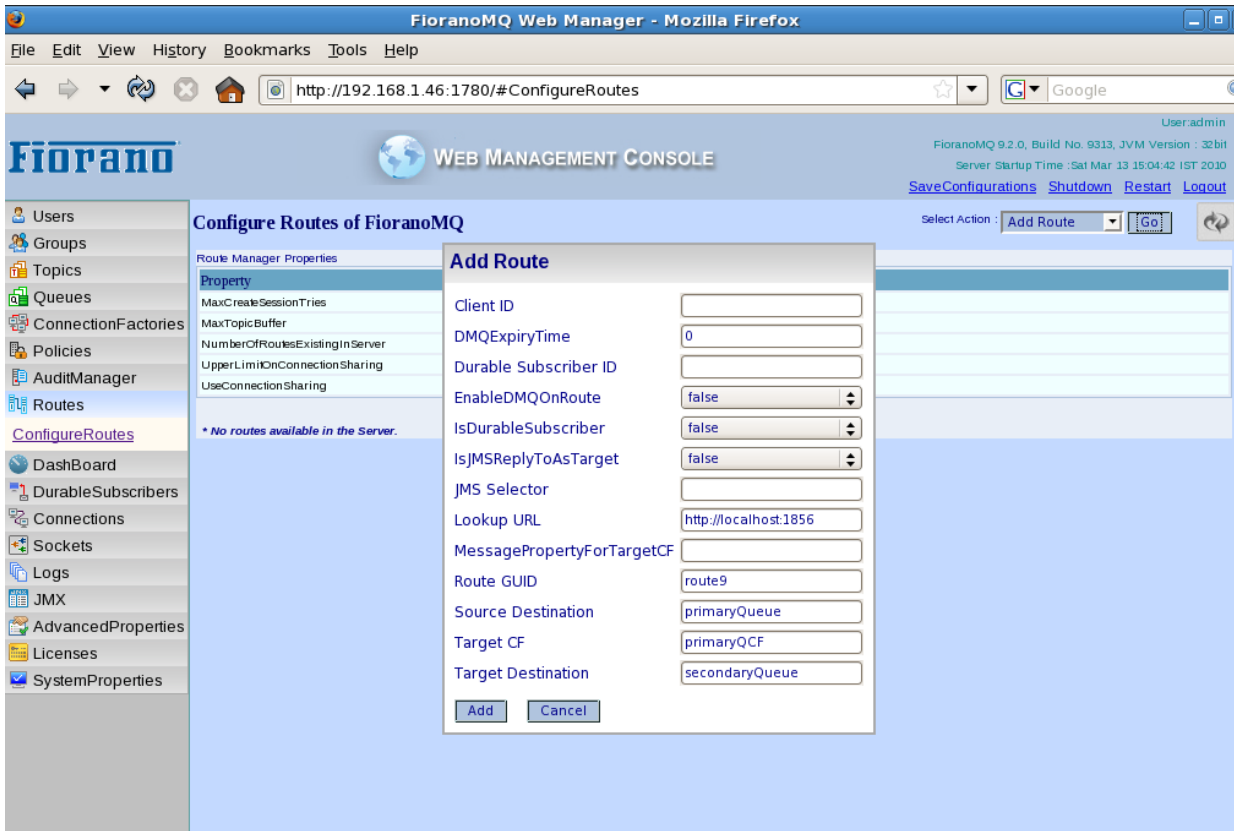 FioranoMQ Web Manager - Mozilla Firefox
File Edit View History Bookmarks Tools Help
http://192.168.1.46:1780/#ConfigureRoutes
G Google
User:admin
Fiorano
WEB MANAGEMENT CONSOLE
FioranoMQ 9.2.0, Build No. 9313, JVM Version : 32bit
Server Startup Time :Sat Mar 13 15:04:42 IST 2010
SaveConfigurations Shutdown Restart Logout
Users
Groups
Topics
Queues
ConnectionFactories
Policies
AuditManager
Routes
ConfigureRoutes
DashBoard
DurableSubscribers
Connections
Sockets
Logs
JMX
AdvancedProperties
Licenses
SystemProperties
Configure Routes of FioranoMQ
Select Action : Add Route Go
Route Manager Properties
Property
MaxCreateSessionTries
MaxTopicBuffer
NumberOfRoutesExistingInServer
UpperLimitOnConnectionSharing
UseConnectionSharing
* No routes available in the Server.
Add Route
Client ID
DMQExpiryTime 0
Durable Subscriber ID
EnableDMQOnRoute false
IsDurableSubscriber false
IsJMSReplyToAsTarget false
JMS Selector
Lookup URL http://localhost:1856
MessagePropertyForTargetCF
Route GUID route9
Source Destination primaryQueue
Target CF primaryQCF
Target Destination secondaryQueue
Add Cancel